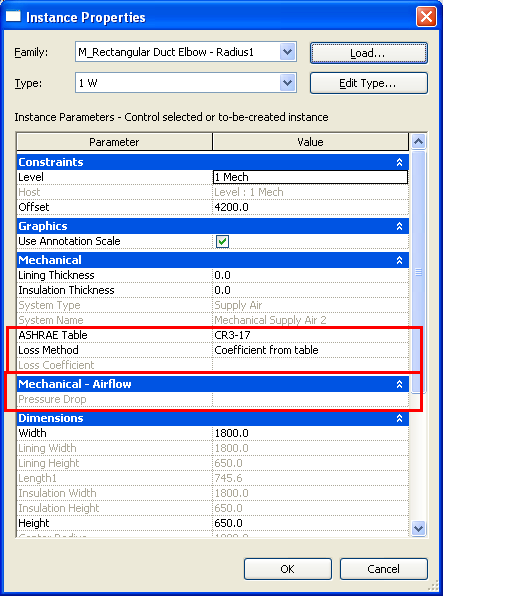 Instance Properties
Family: M_Rectangular Duct Elbow - Radius1 Load...
Type: 1 W Edit Type...
Instance Parameters - Control selected or to-be-created instance
Parameter Value
Constraints
Level 1 Mech
Host Level : 1 Mech
Offset 4200.0
Graphics
Use Annotation Scale
Mechanical
Lining Thickness 0.0
Insulation Thickness 0.0
System Type Supply Air
System Name Mechanical Supply Air 2
ASHRAE Table CR3-17
Loss Method Coefficient from table
Loss Coefficient
Mechanical - Airflow
Pressure Drop
Dimensions
Width 1800.0
Lining Width 1800.0
Lining Height 650.0
Length1 745.6
Insulation Width 1800.0
Insulation Height 650.0
Height 650.0
Center Radius 1800.0
OK Cancel